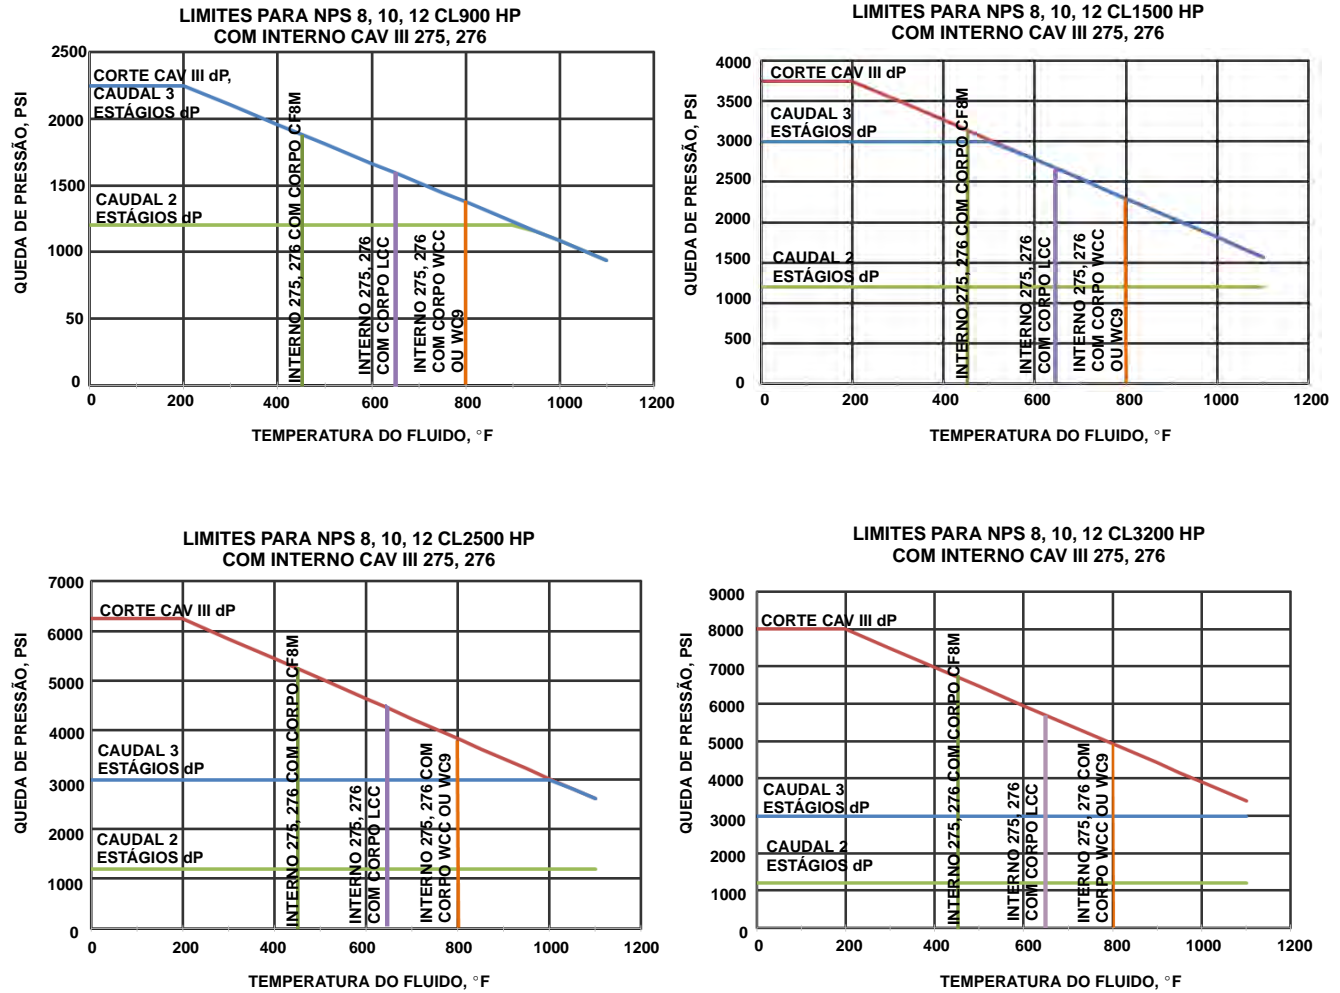 LIMITES PARA NPS 8, 10, 12 CL900 HP
COM INTERNO CAV III 275, 276
QUEDA DE PRESSÃO, PSI
2500
2000
1500
1000
50
0
CORTE CAV III dP,
CAUDAL 3
ESTÁGIOS dP
CAUDAL 2
ESTÁGIOS dP
INTERNO 275, 276 COM CORPO CF8M
INTERNO 275, 276
COM CORPO LCC
INTERNO 275, 276
COM CORPO WCC
OU WC9
0 200 400 600 800 1000 1200
TEMPERATURA DO FLUIDO, °F
LIMITES PARA NPS 8, 10, 12 CL1500 HP
COM INTERNO CAV III 275, 276
QUEDA DE PRESSÃO, PSI
4000
3500
3000
2500
2000
1500
1000
500
0
CORTE CAV III dP
CAUDAL 3
ESTÁGIOS dP
CAUDAL 2
ESTÁGIOS dP
INTERNO 275, 276 COM CORPO CF8M
INTERNO 275, 276
COM CORPO LCC
INTERNO 275, 276
COM CORPO WCC
OU WC9
0 200 400 600 800 1000 1200
TEMPERATURA DO FLUIDO, °F
LIMITES PARA NPS 8, 10, 12 CL2500 HP
COM INTERNO CAV III 275, 276
QUEDA DE PRESSÃO, PSI
7000
6000
5000
4000
3000
2000
1000
0
CORTE CAV III dP
CAUDAL 3
ESTÁGIOS dP
CAUDAL 2
ESTÁGIOS dP
INTERNO 275, 276 COM CORPO CF8M
INTERNO 275, 276
COM CORPO LCC
INTERNO 275, 276 COM
CORPO WCC OU WC9
0 200 400 600 800 1000 1200
TEMPERATURA DO FLUIDO, °F
LIMITES PARA NPS 8, 10, 12 CL3200 HP
COM INTERNO CAV III 275, 276
QUEDA DE PRESSÃO, PSI
9000
8000
7000
6000
5000
4000
3000
2000
1000
0
CORTE CAV III dP
CAUDAL 3
ESTÁGIOS dP
CAUDAL 2
ESTÁGIOS dP
INTERNO 275, 276 COM CORPO CF8M
INTERNO 275, 276
COM CORPO LCC
INTERNO 275, 276 COM
CORPO WCC OU WC9
0 200 400 600 800 1000 1200
TEMPERATURA DO FLUIDO, °F